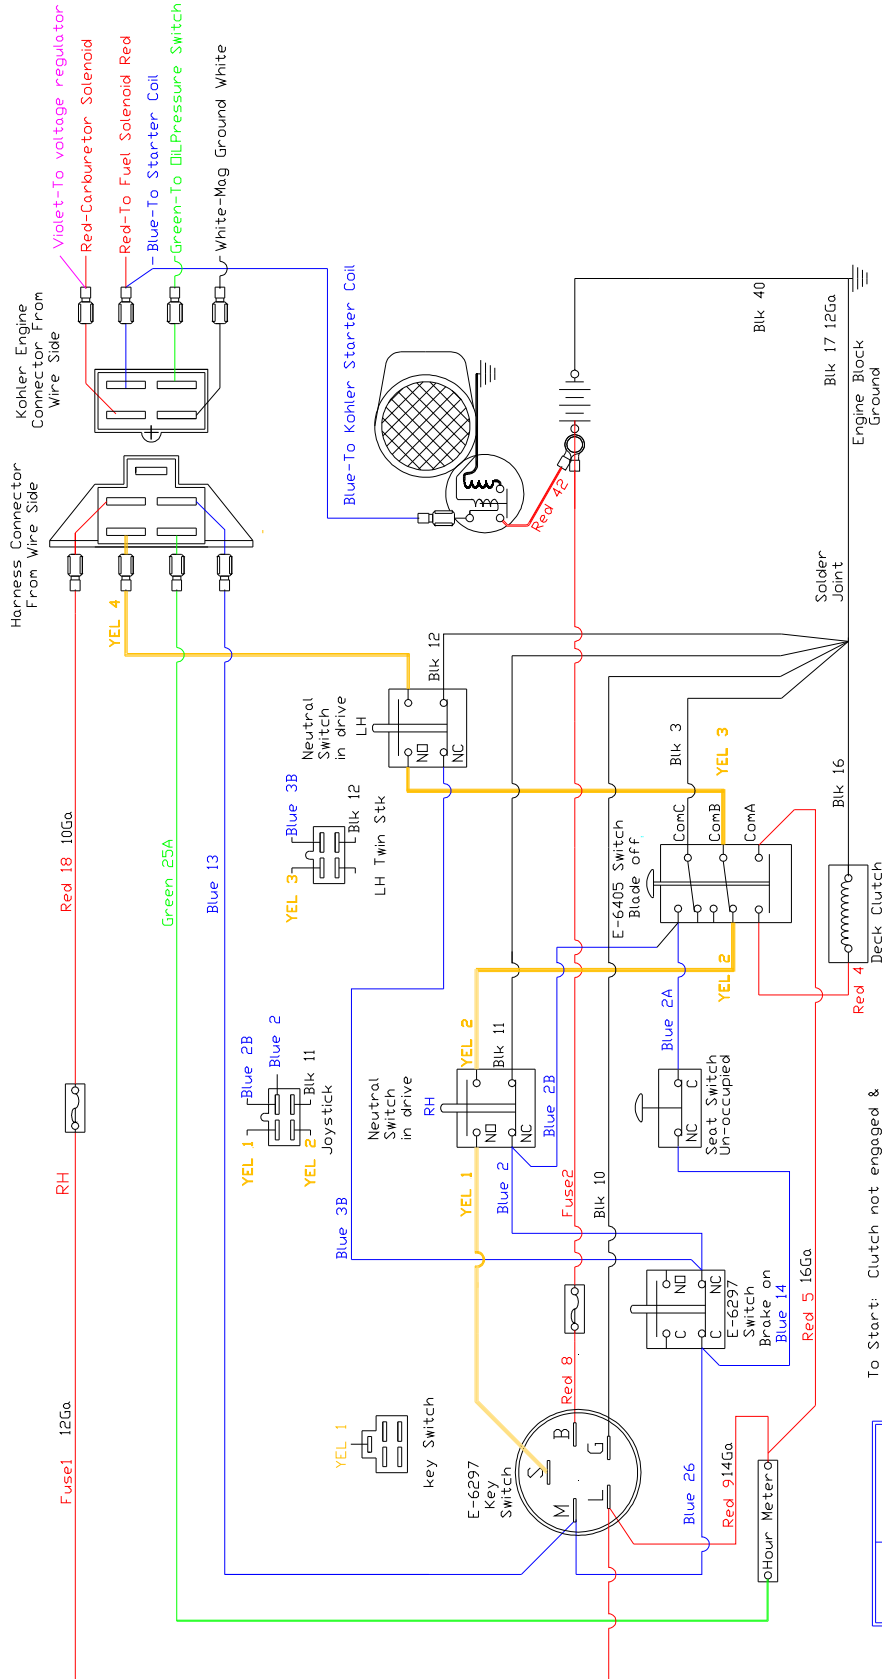 Violet-To voltage regulator
Red-Carburetor Solenoid
Red-To Fuel Solenoid Red
Blue-To Starter Coil
Green-To OiLPressure Switch
White-Mag Ground White
Kohler Engine
Connector From
Wire Side
Harness Connector
From Wire Side
Blue-To Kohler Starter Coil
Red 42
Blk 40
Blk 17 12Ga
Engine Block
Ground
Solder
Joint
YEL 4
Blk 12
Neutral
Switch
in drive
LH
NO
NC
Blk 3
YEL 3
Blk 16
Red 18 10Ga
Green 25A
Blue 13
Blue 3B
YEL 3
Blk 12
LH Twin Stk
E-6405 Switch
Blade off
ComC
ComB
ComA
Deck Clutch
Red 4
YEL 2
Blue 2A
Blue 2B
Blue 2
YEL 1
YEL 2
Blk 11
Joystick
Neutral
Switch
in drive
RH
YEL 2
Blk 11
NO
NC
Blue 2B
Seat Switch
Un-occupied
NC
C
RH
Blue 3B
YEL 1
Blue 2
Fuse2
Blk 10
E-6297
Switch
Brake on
Blue 14
C
NO
C
NC
Red 5 16Ga
To Start: Clutch not engaged &
Fuse1 12Ga
YEL 1
key Switch
E-6297
Key
Switch
Red 8
S
B
M
G
L
Blue 26
Red 914Ga
Hour Meter